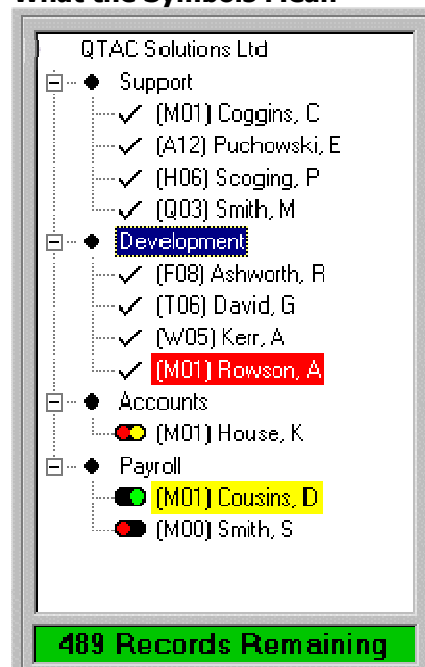 What the Symbols Mean
QTAC Solutions Ltd
Support
(M01) Coggins, C
(A12) Puchowski, E
(H06) Scoging, P
(Q03) Smith, M
Development
(F08) Ashworth, R
(T06) David, G
(W05) Kerr, A
(M01) Rowson, A
Accounts
(M01) House, K
Payroll
(M01) Cousins, D
(M00) Smith, S
489 Records Remaining